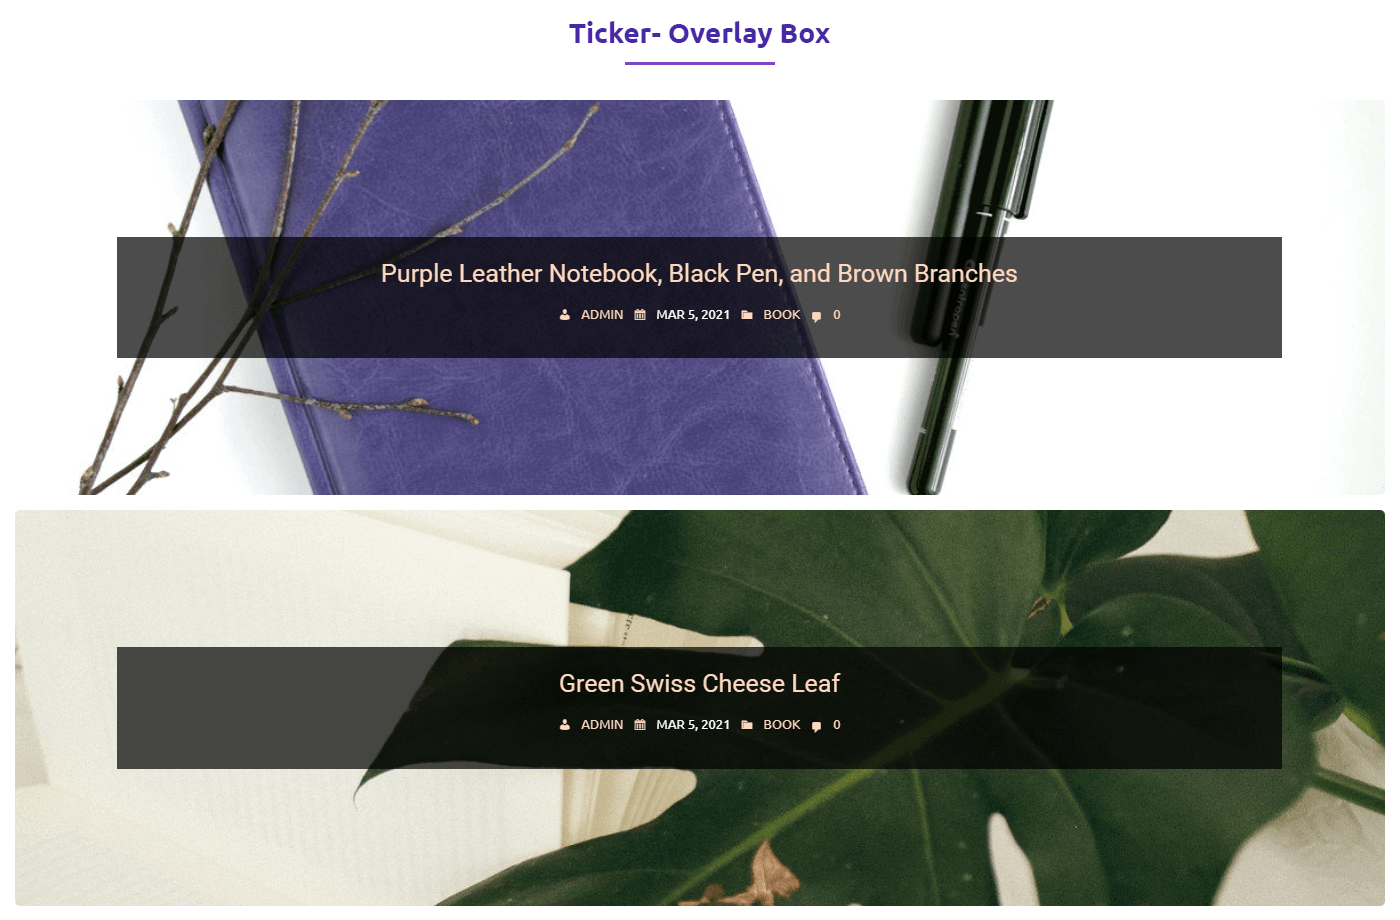 Ticker- Overlay Box
Purple Leather Notebook, Black Pen, and Brown Branches
ADMIN MAR 5, 2021 BOOK 0
Green Swiss Cheese Leaf
ADMIN MAR 5, 2021 BOOK 0